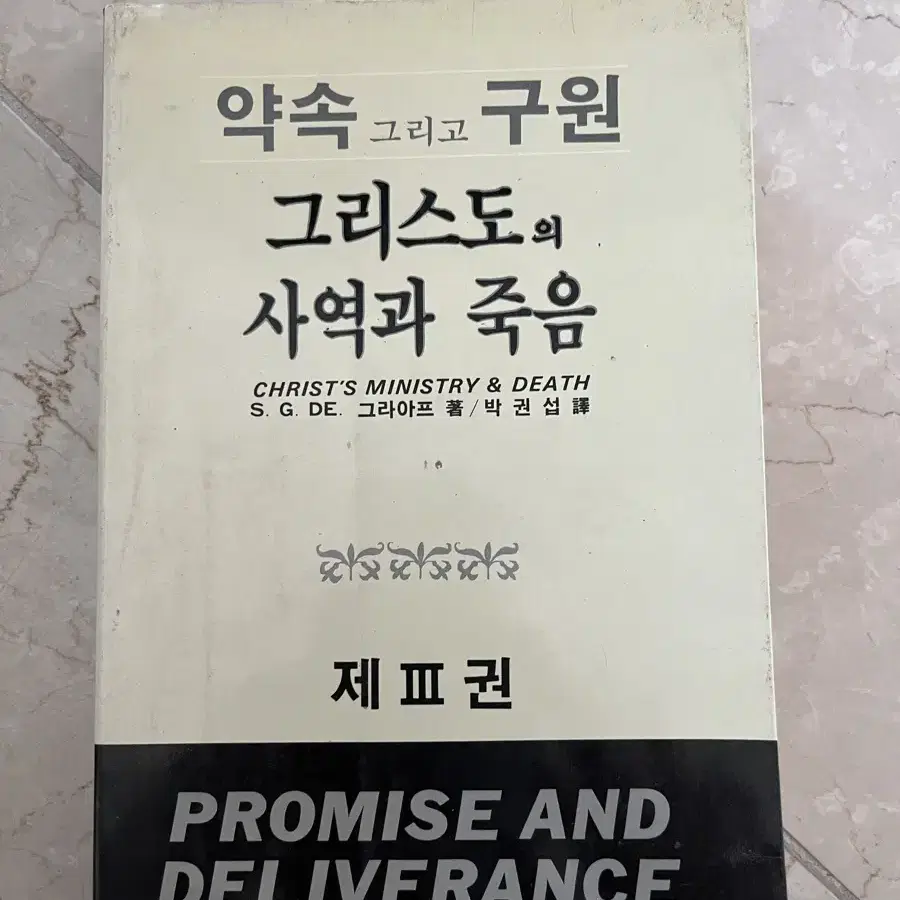 약속 그리고 구원
그리스도의
사역과 죽음
CHRIST'S MINISTRY & DEATH
S. G. DE. 그라아프 著/박권섭 譯
제 Ⅲ 권
PROMISE AND
DELIVERANCE